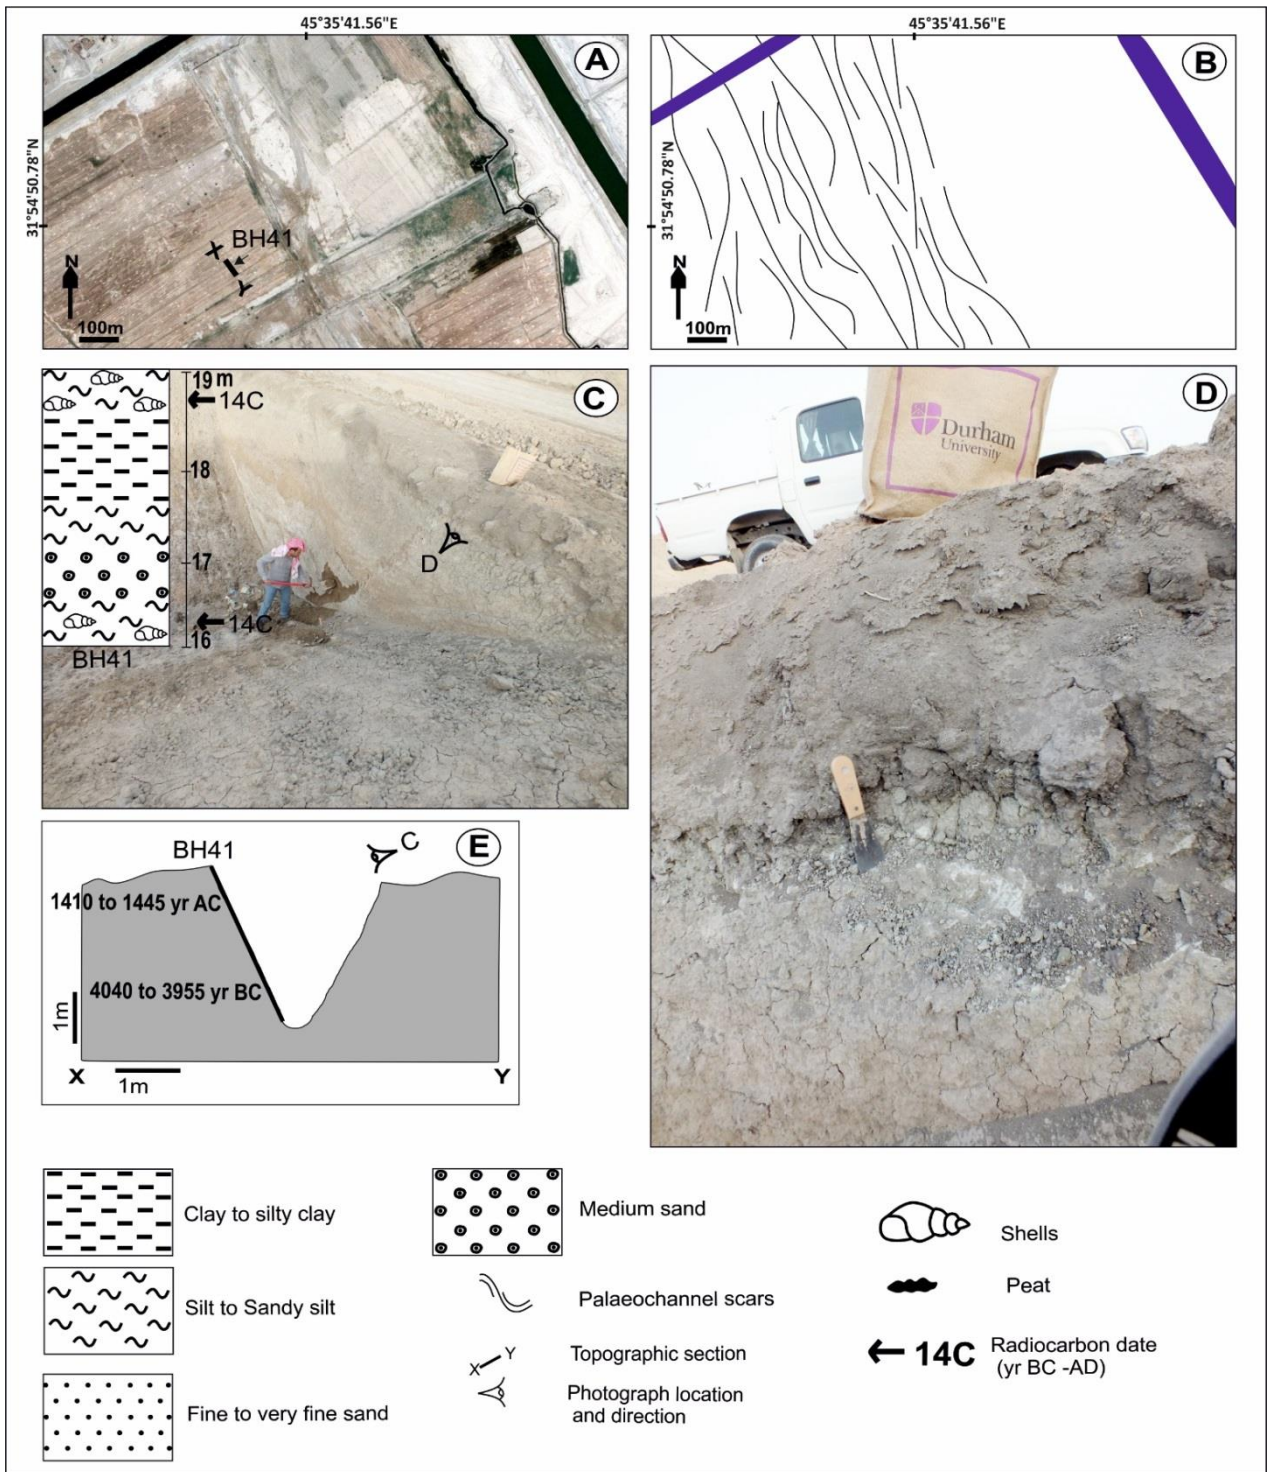 45°35'41.56"E
45°35'41.56"E
31°54'50.78"N
A
BH41
X
Y
N
100m
31°54'50.78"N
B
N
100m
19 m
14C
18
17
14C
16
BH41
C
D
D
Durham
University
BH41
C
E
1410 to 1445 yr AC
4040 to 3955 yr BC
1m
X
1m
Y
Clay to silty clay
Medium sand
Shells
Silt to Sandy silt
Palaeochannel scars
Peat
X Y
Topographic section
14C
Radiocarbon date
(yr BC -AD)
Photograph location
and direction
Fine to very fine sand